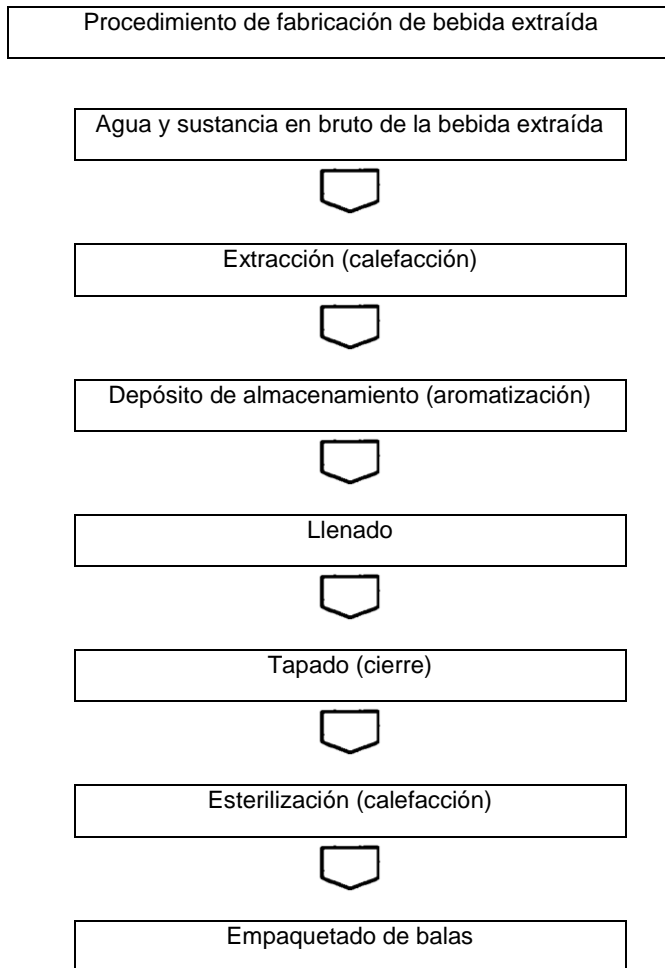 Procedimiento de fabricación de bebida extraída
Agua y sustancia en bruto de la bebida extraída
Extracción (calefacción)
Depósito de almacenamiento (aromatización)
Llenado
Tapado (cierre)
Esterilización (calefacción)
Empaquetado de balas